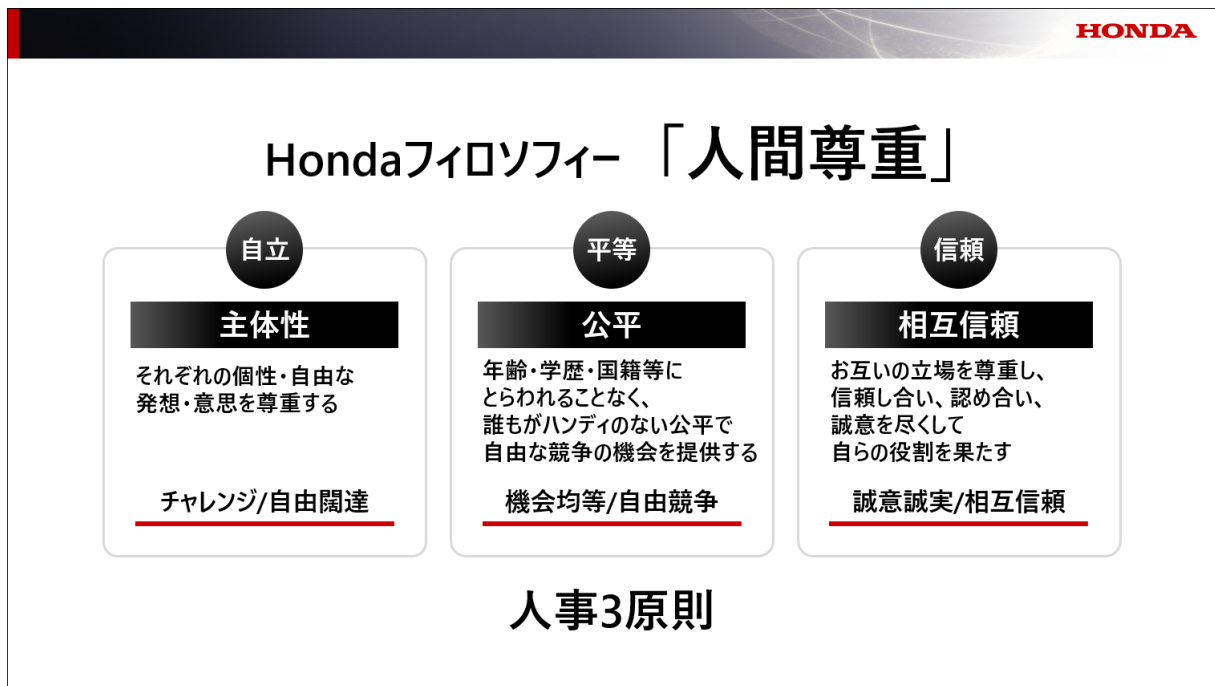 HONDA
Hondaフィロソフィー 「人間尊重」
自立
主体性
それぞれの個性・自由な
発想・意思を尊重する
チャレンジ/自由闊達
平等
公平
年齢・学歴・国籍等に
とらわれることなく、
誰もがハンディのない公平で
自由な競争の機会を提供する
機会均等/自由競争
信頼
相互信頼
お互いの立場を尊重し、
信頼し合い、認め合い、
誠意を尽くして
自らの役割を果たす
誠意誠実/相互信頼
人事3原則